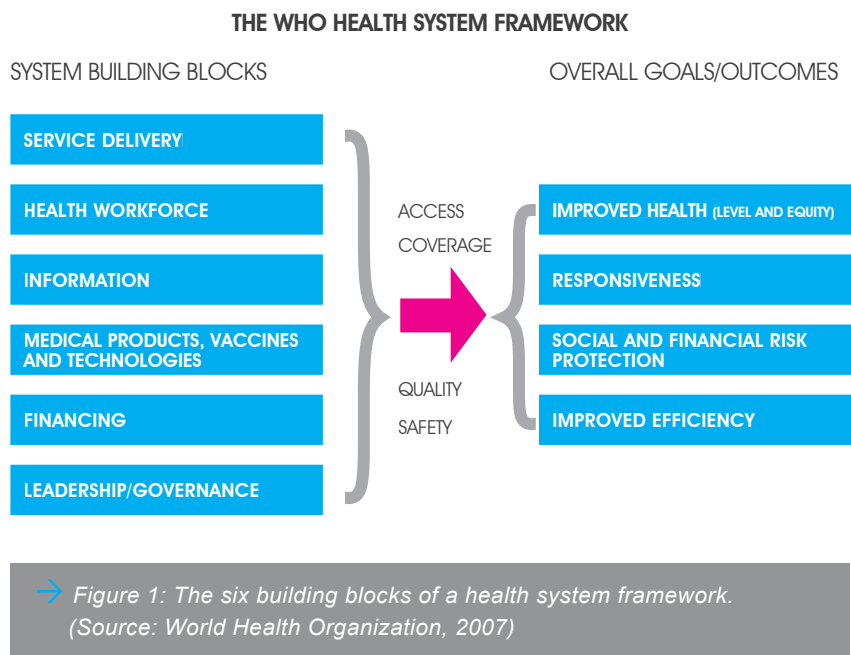 THE WHO HEALTH SYSTEM FRAMEWORK
SYSTEM BUILDING BLOCKS
OVERALL GOALS/OUTCOMES
SERVICE DELIVERY
HEALTH WORKFORCE
INFORMATION
MEDICAL PRODUCTS, VACCINES
AND TECHNOLOGIES
FINANCING
LEADERSHIP/GOVERNANCE
ACCESS
COVERAGE
QUALITY
SAFETY
IMPROVED HEALTH (LEVEL AND EQUITY)
RESPONSIVENESS
SOCIAL AND FINANCIAL RISK
PROTECTION
IMPROVED EFFICIENCY
→ Figure 1: The six building blocks of a health system framework.
(Source: World Health Organization, 2007)